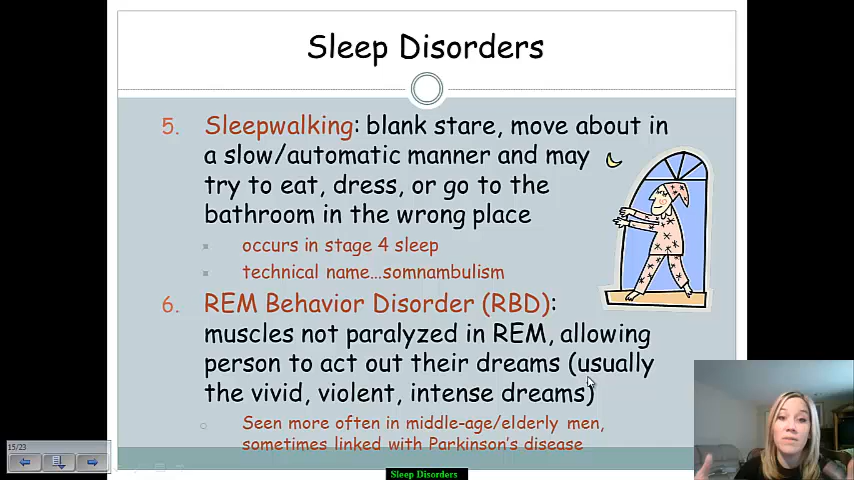 Sleep Disorders
5. Sleepwalking: blank stare, move about in
a slow/automatic manner and may
try to eat, dress, or go to the
bathroom in the wrong place
occurs in stage 4 sleep
technical name...somnambulism
6. REM Behavior Disorder (RBD):
muscles not paralyzed in REM, allowing
person to act out their dreams (usually
the vivid, violent, intense dreams)
Seen more often in middle-age/elderly men,
sometimes linked with Parkinson's disease
15/23
Sleep Disorders